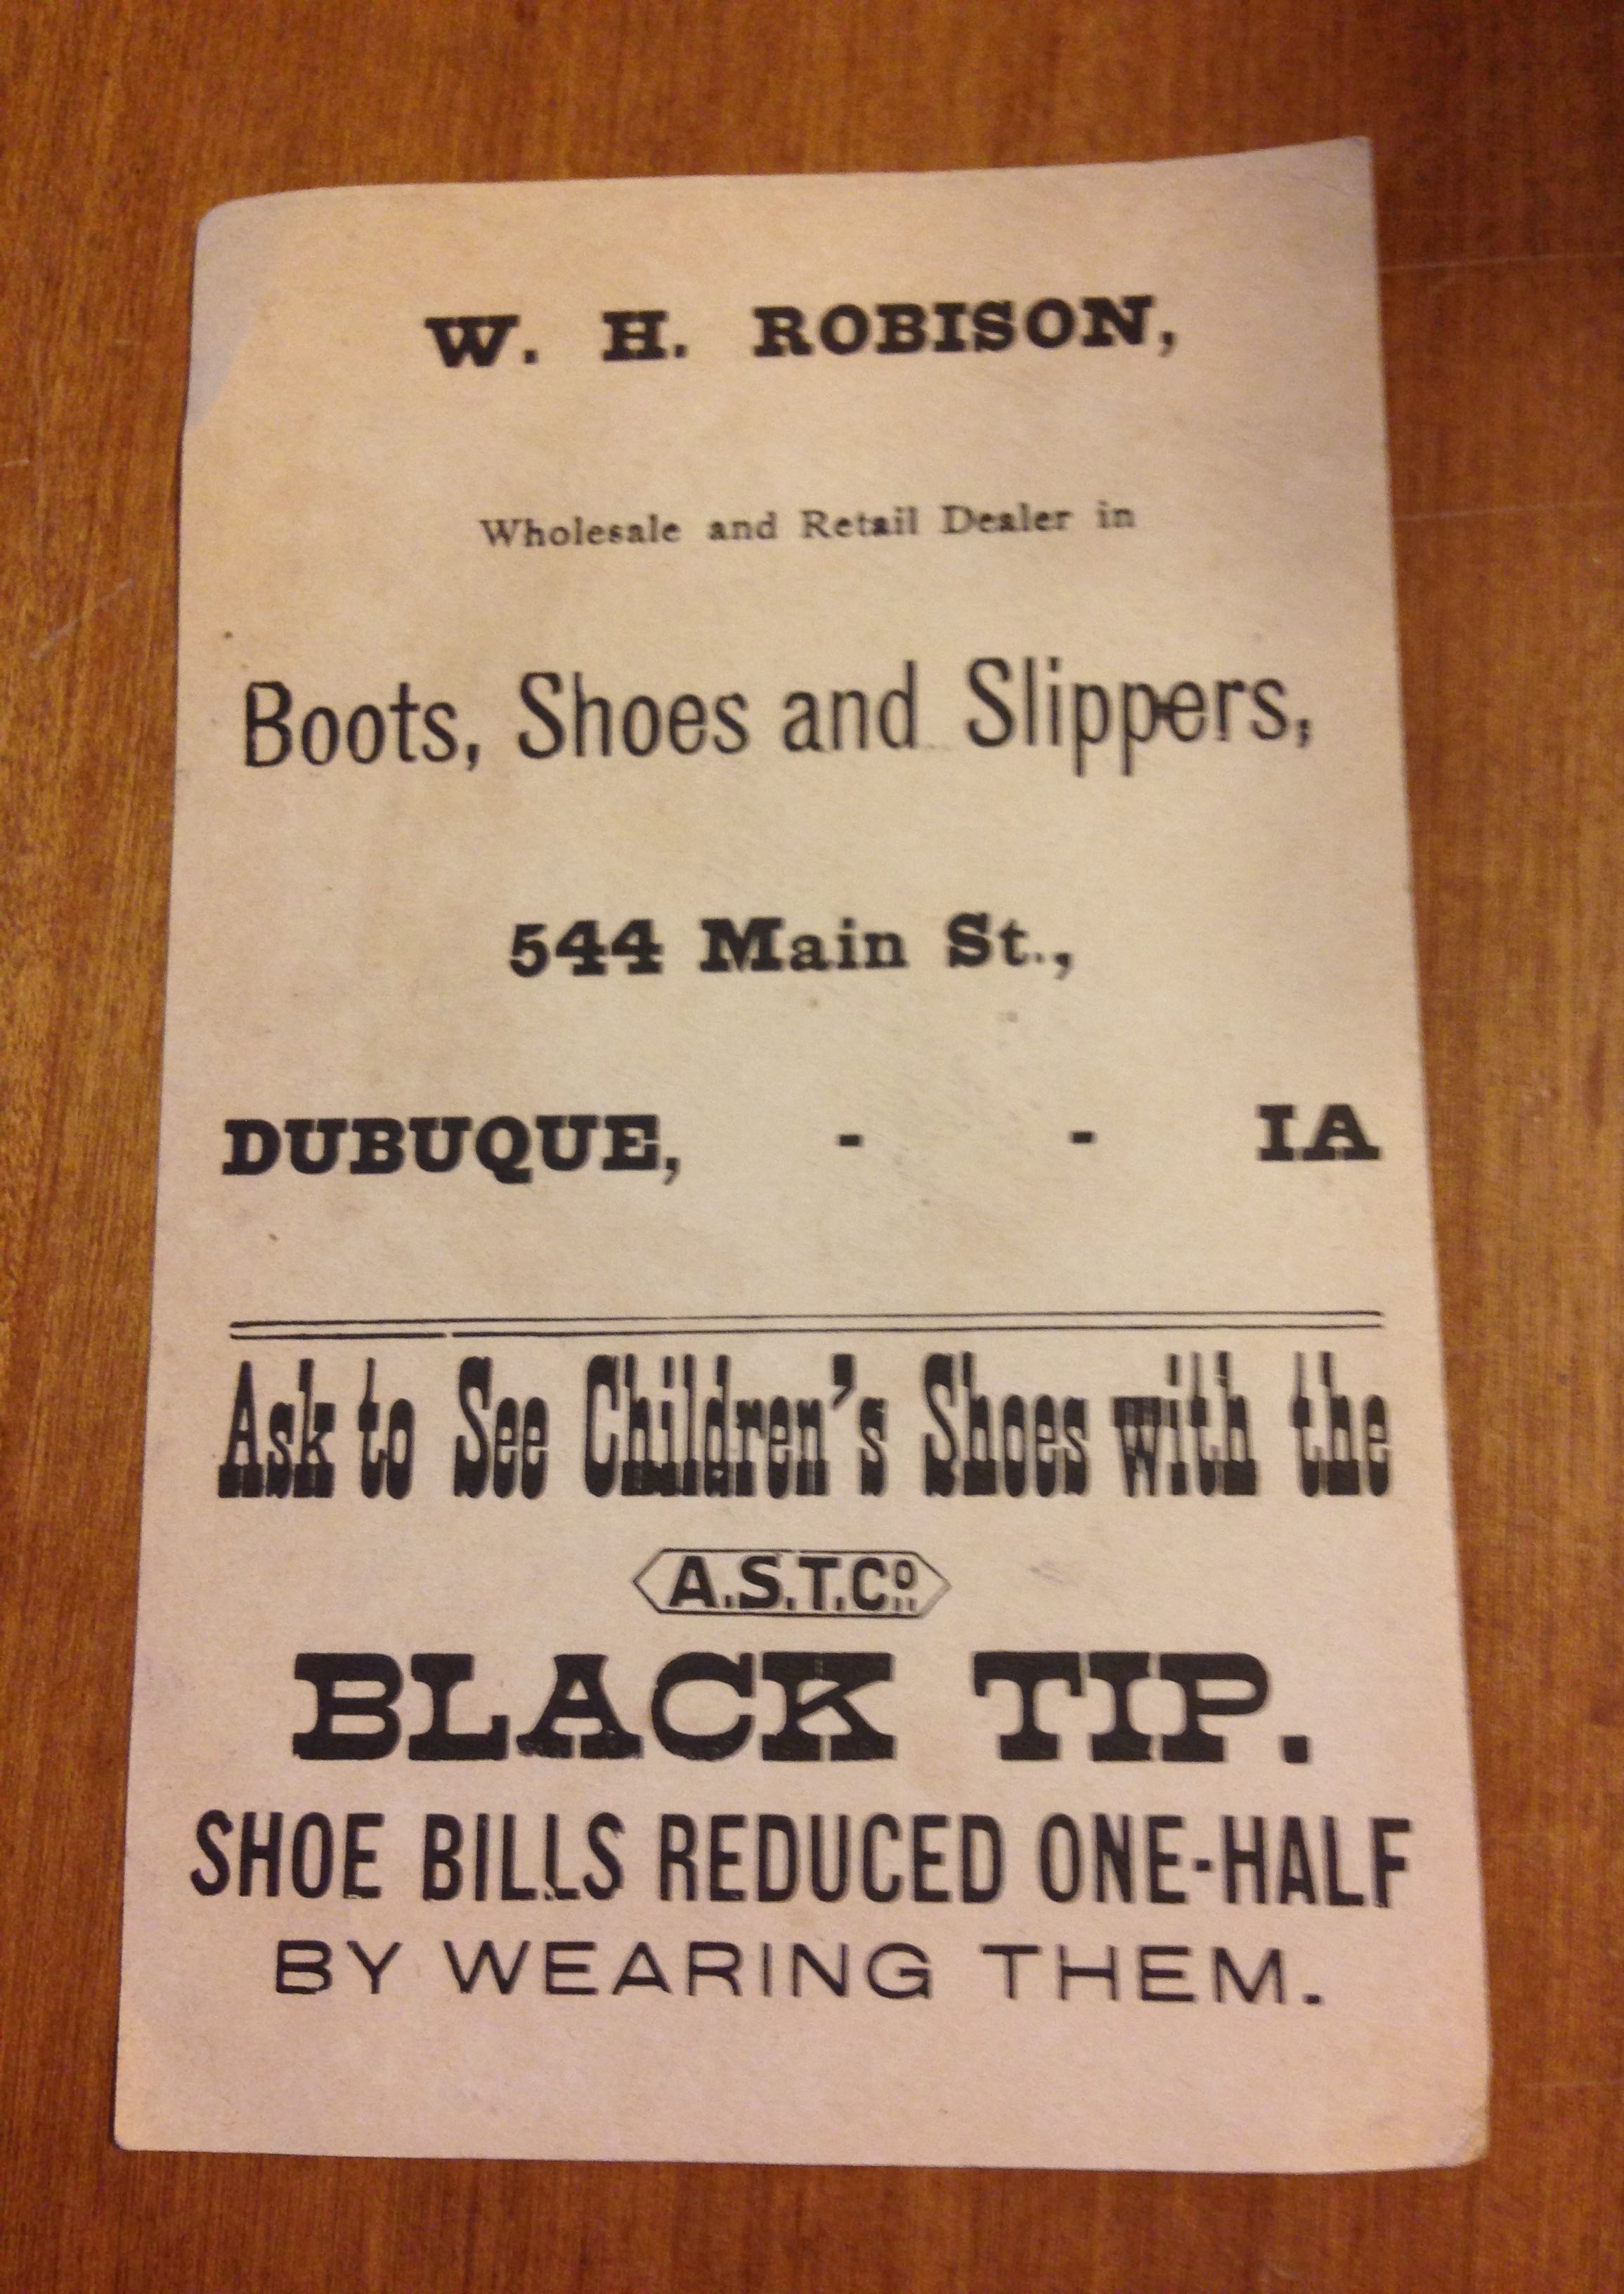 W. H. ROBISON,
Wholesale and Retail Dealer in
Boots, Shoes and Slippers,
544 Main St.,
DUBUQUE, - - IA
Ask to See Children's Shoes with the
A.S.T.Co.
BLACK TIP.
SHOE BILLS REDUCED ONE-HALF
BY WEARING THEM.